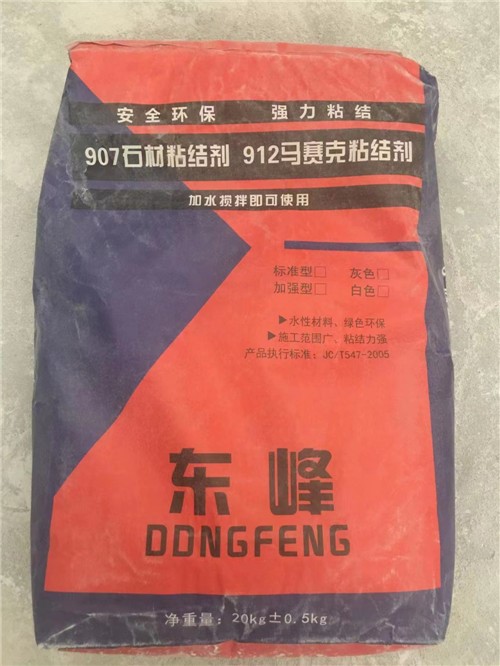 安全环保 强力粘结
907石材粘结剂 912马赛克粘结剂
加水搅拌即可使用
标准型□ 灰色□
加强型□ 白色□
▶水性材料、绿色环保
▶施工范围广、粘结力强
产品执行标准：JC/T547-2005
东峰
DONGFENG
净重量：20kg±0.5kg